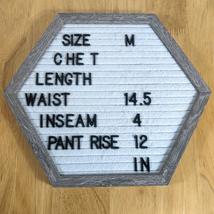 SIZE M
CHE T
LENGTH
WAIST 14.5
INSEAM 4
PANT RISE 12
IN